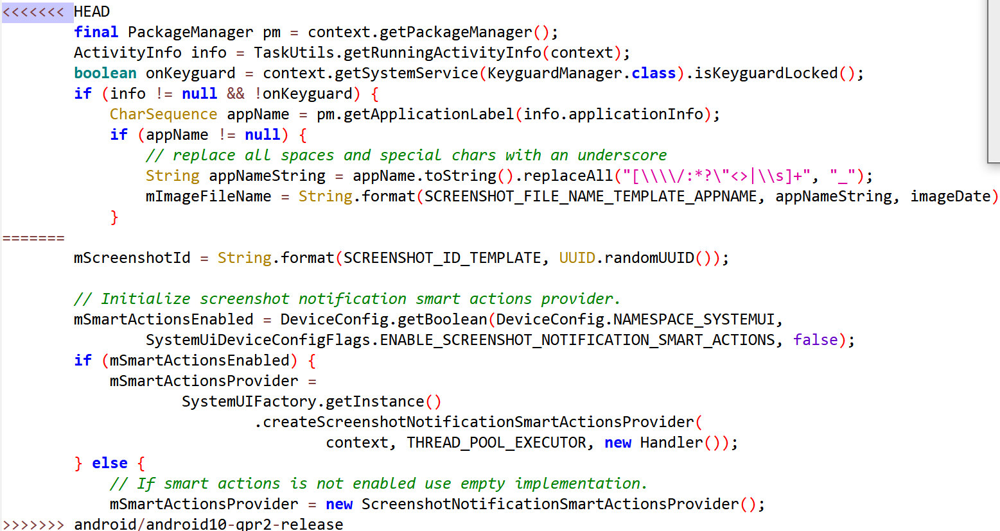 <<<<<<< HEAD
        final PackageManager pm = context.getPackageManager();
        ActivityInfo info = TaskUtils.getRunningActivityInfo(context);
        boolean onKeyguard = context.getSystemService(KeyguardManager.class).isKeyguardLocked();
        if (info != null && !onKeyguard) {
            CharSequence appName = pm.getApplicationLabel(info.applicationInfo);
            if (appName != null) {
                // replace all spaces and special chars with an underscore
                String appNameString = appName.toString().replaceAll("[\\\\/:*?\"<>|\\s]+", "_");
                mImageFileName = String.format(SCREENSHOT_FILE_NAME_TEMPLATE_APPNAME, appNameString, imageDate)
            }
=======
        mScreenshotId = String.format(SCREENSHOT_ID_TEMPLATE, UUID.randomUUID());

        // Initialize screenshot notification smart actions provider.
        mSmartActionsEnabled = DeviceConfig.getBoolean(DeviceConfig.NAMESPACE_SYSTEMUI,
                SystemUiDeviceConfigFlags.ENABLE_SCREENSHOT_NOTIFICATION_SMART_ACTIONS, false);
        if (mSmartActionsEnabled) {
            mSmartActionsProvider =
                    SystemUIFactory.getInstance()
                            .createScreenshotNotificationSmartActionsProvider(
                                    context, THREAD_POOL_EXECUTOR, new Handler());
        } else {
            // If smart actions is not enabled use empty implementation.
            mSmartActionsProvider = new ScreenshotNotificationSmartActionsProvider();
>>>>>>> android/android10-qpr2-release